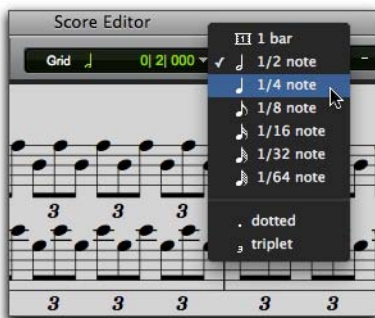 Score Editor
Grid 0| 2| 000
1 bar
✓ 1/2 note
1/4 note
1/8 note
1/16 note
1/32 note
1/64 note
. dotted
3 triplet
3 3 3
3 3 3 3 3